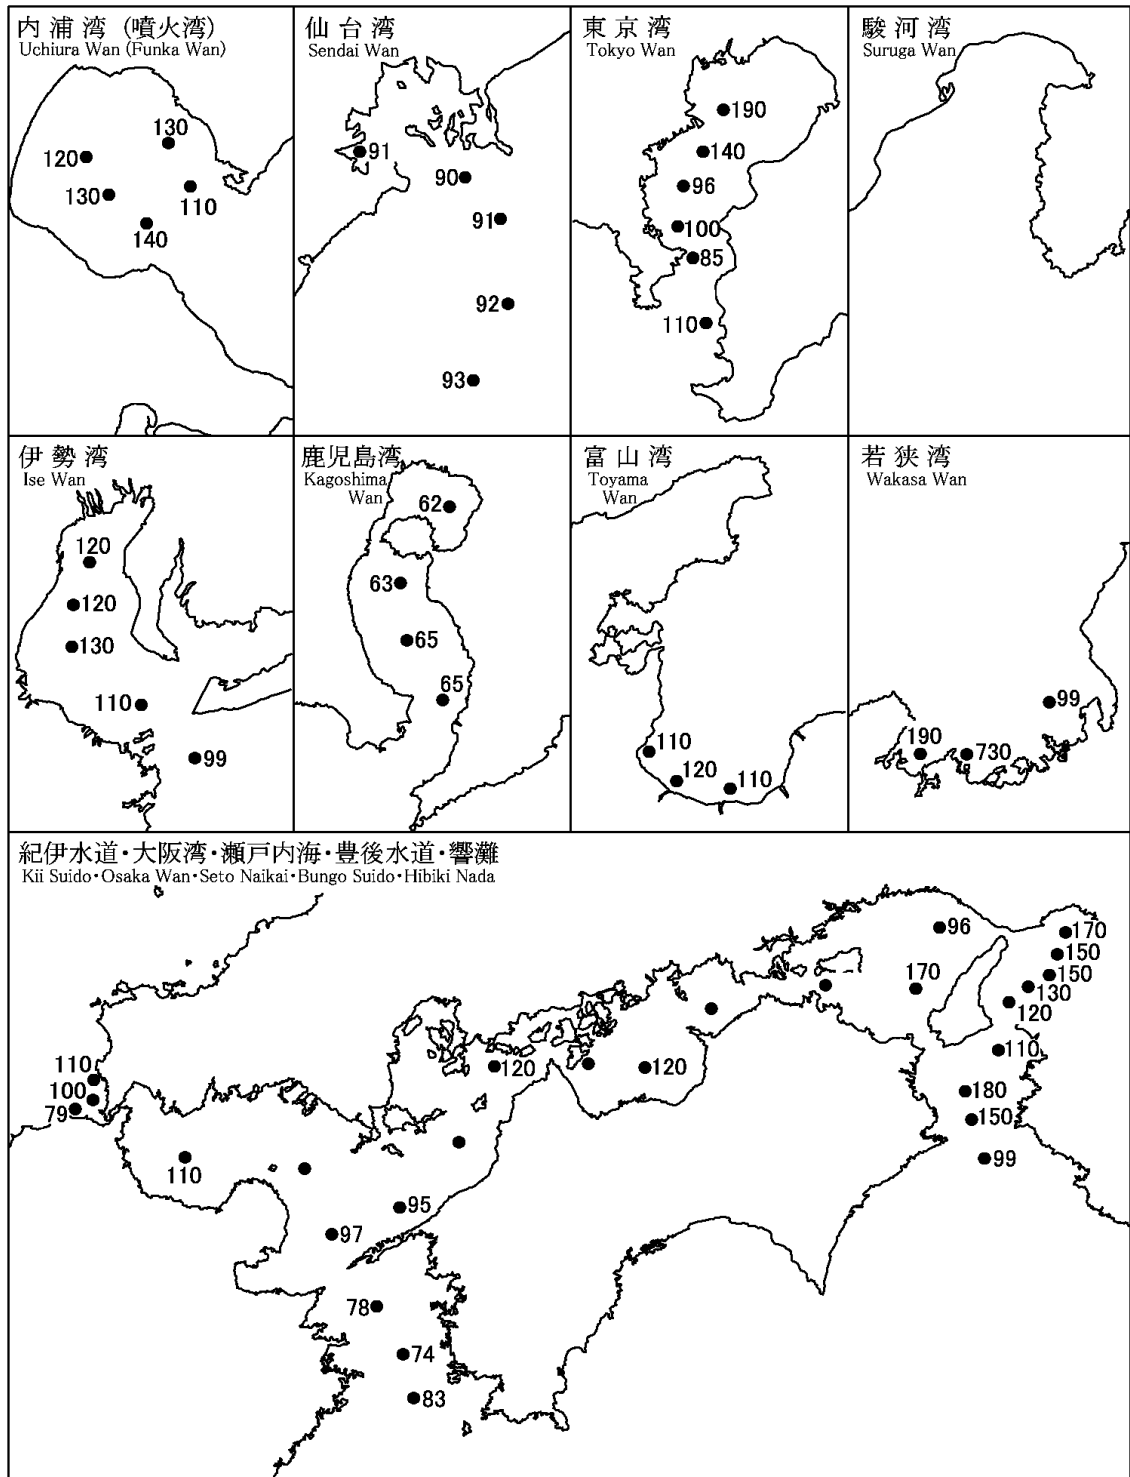 内浦湾（噴火湾）
Uchiura Wan (Funka Wan)
130
120
130
110
140
仙台湾
Sendai Wan
91
90
91
92
93
東京湾
Tokyo Wan
190
140
96
100
85
110
駿河湾
Suruga Wan
伊勢湾
Ise Wan
120
120
130
110
99
鹿児島湾
Kagoshima
Wan
62
63
65
65
富山湾
Toyama
Wan
110
120
110
若狭湾
Wakasa Wan
99
190
730
紀伊水道・大阪湾・瀬戸内海・豊後水道・響灘
Kii Suido・Osaka Wan・Seto Naikai・Bungo Suido・Hibiki Nada
96
170
150
150
170
130
120
110
110
120
120
100
180
79
150
110
99
95
97
78
74
83